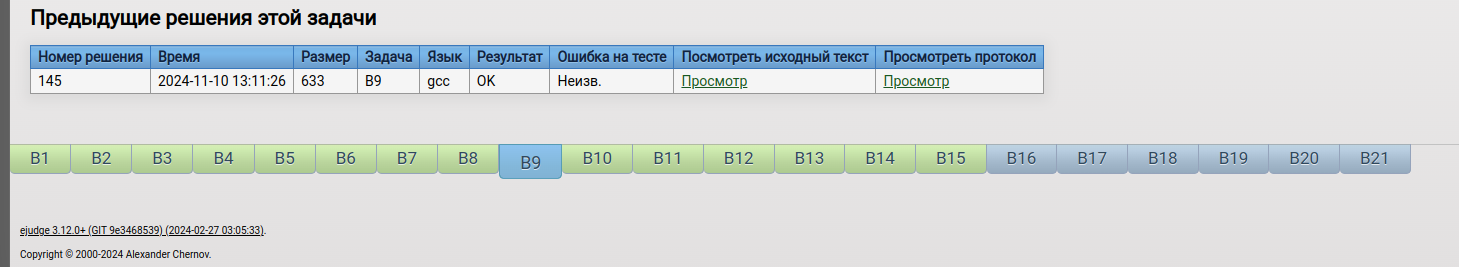 Предыдущие решения этой задачи
Номер решения Время Размер Задача Язык Результат Ошибка на тесте Посмотреть исходный текст Просмотреть протокол
145 2024-11-10 13:11:26 633 B9 gcc OK Неизв. Просмотр Просмотр
B1 B2 B3 B4 B5 B6 B7 B8 B9 B10 B11 B12 B13 B14 B15 B16 B17 B18 B19 B20 B21
ejudge 3.12.0+ (GIT 9e3468539) (2024-02-27 03:05:33).
Copyright © 2000-2024 Alexander Chernov.